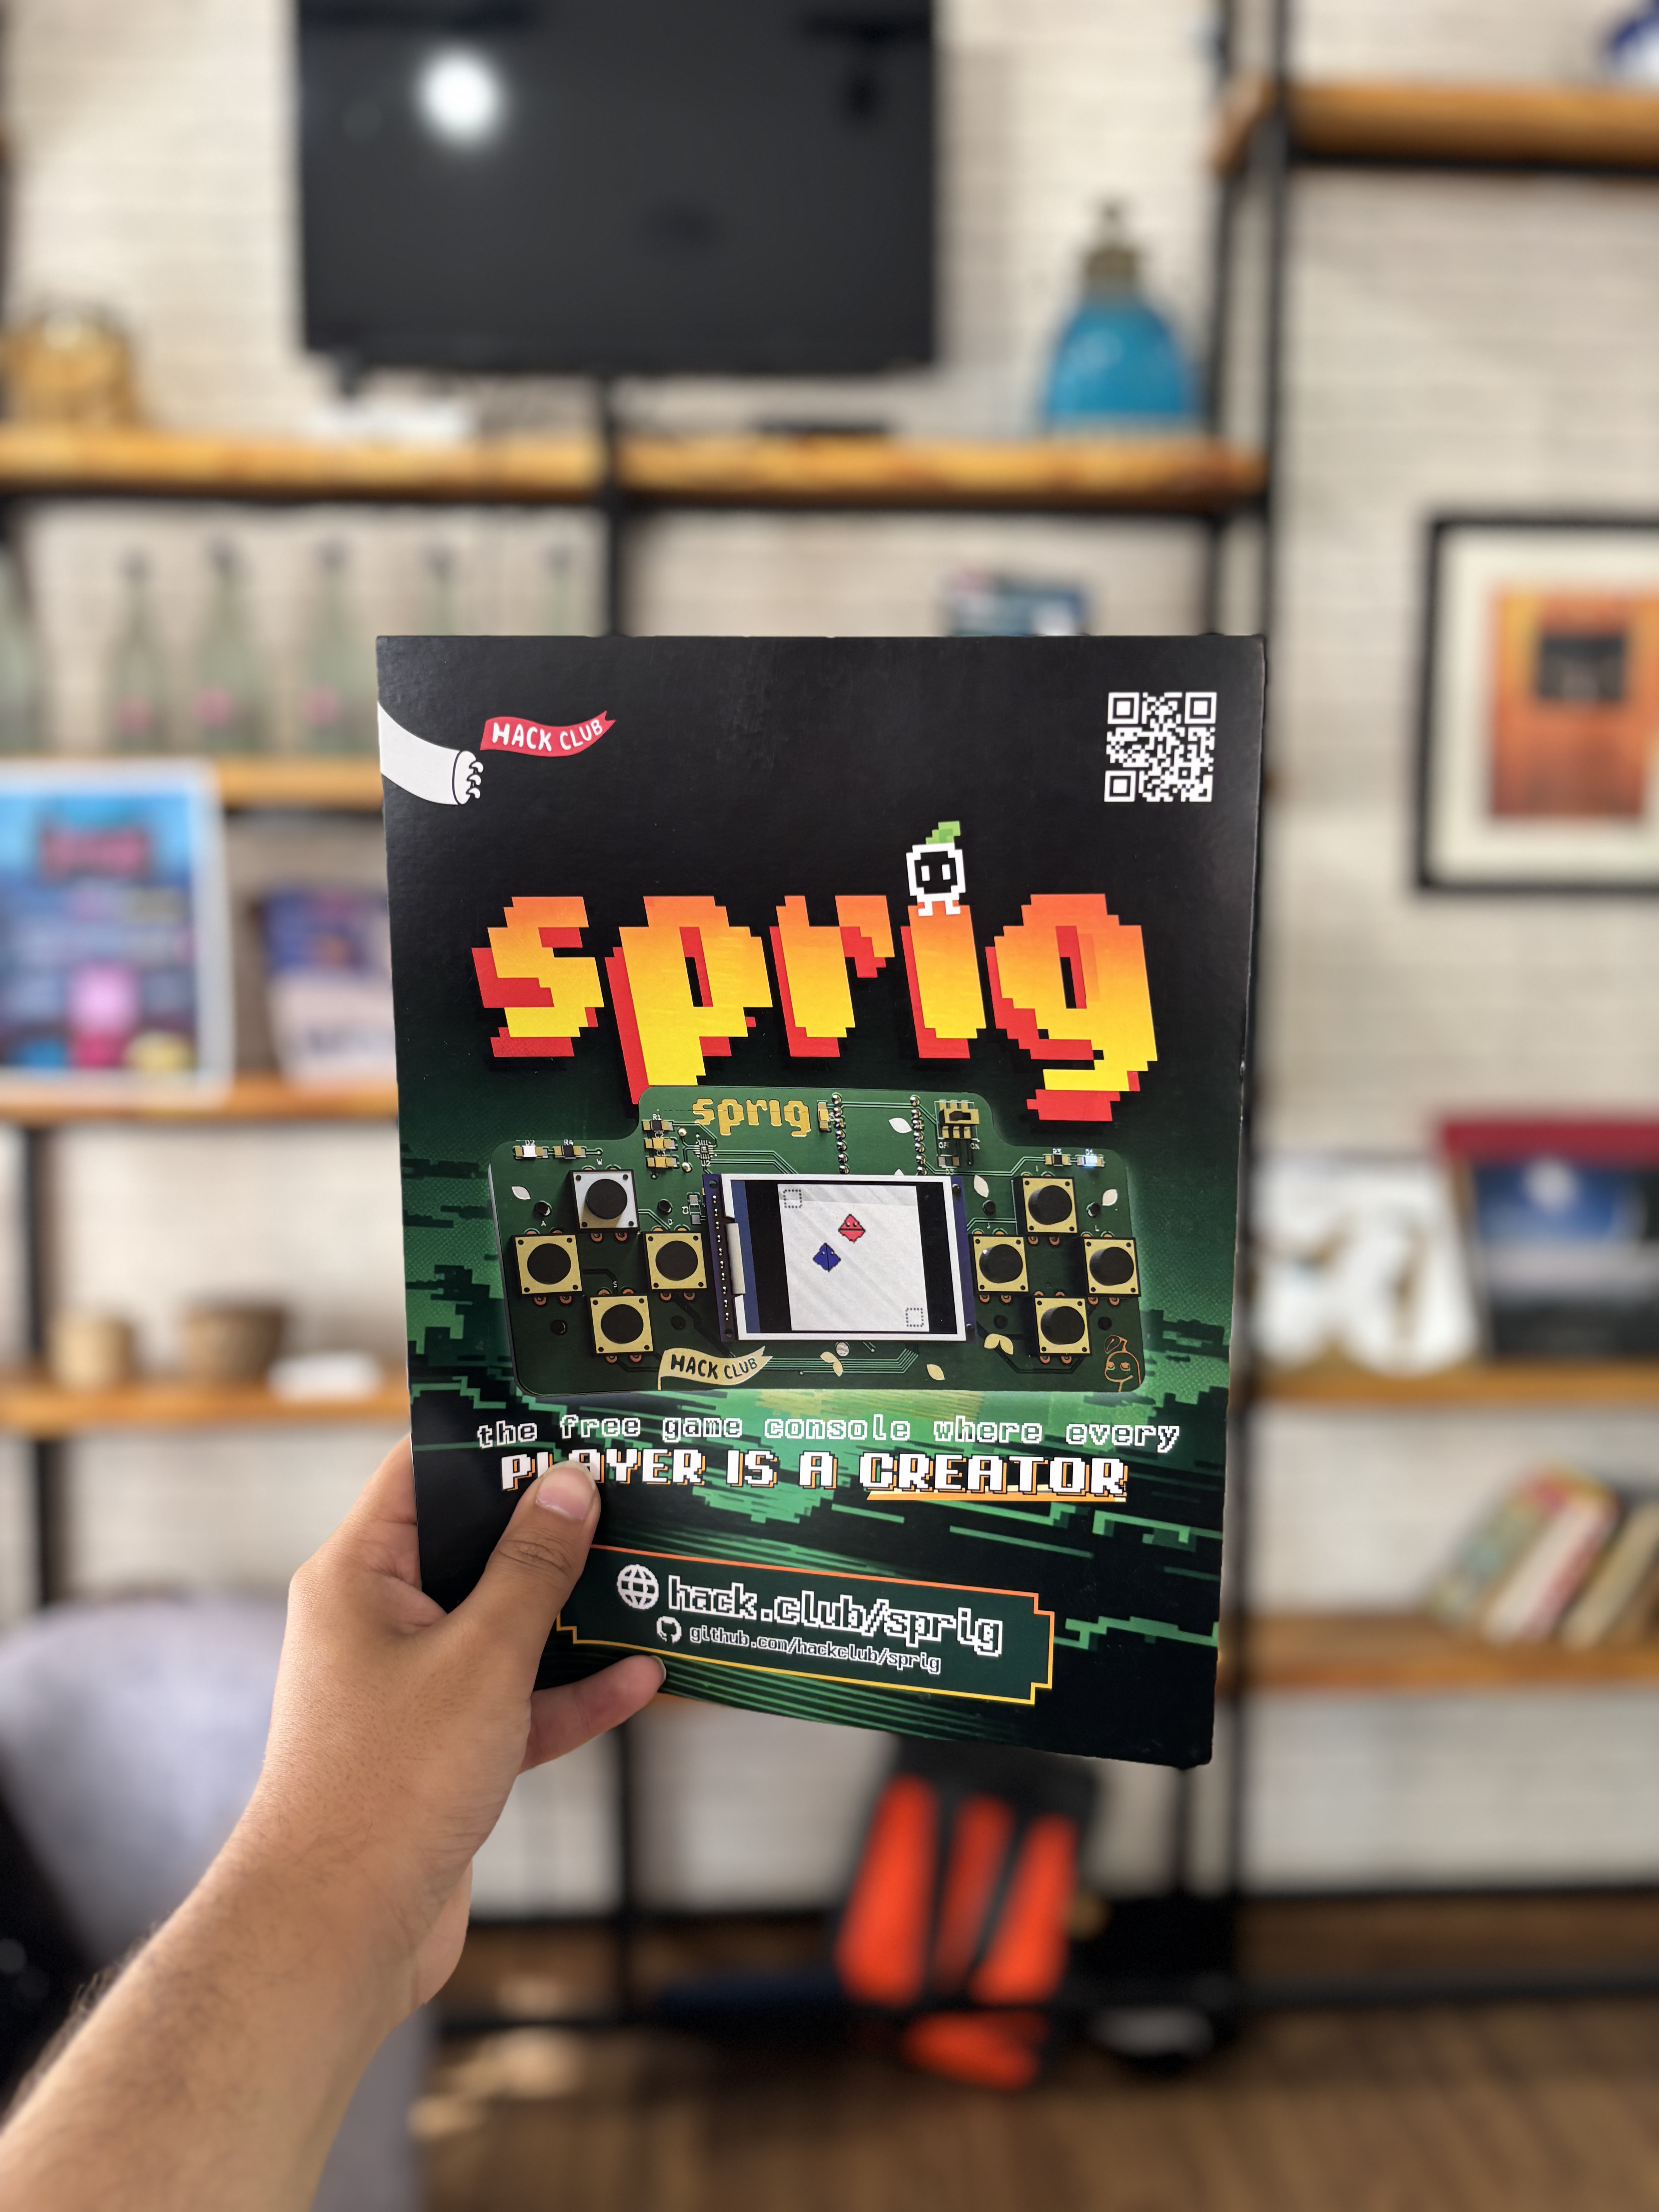 HACK CLUB
sprig
sprig
HACK CLUB
the free game console where every
PLAYER IS A CREATOR
hack.club/sprig
github.com/hackclub/sprig